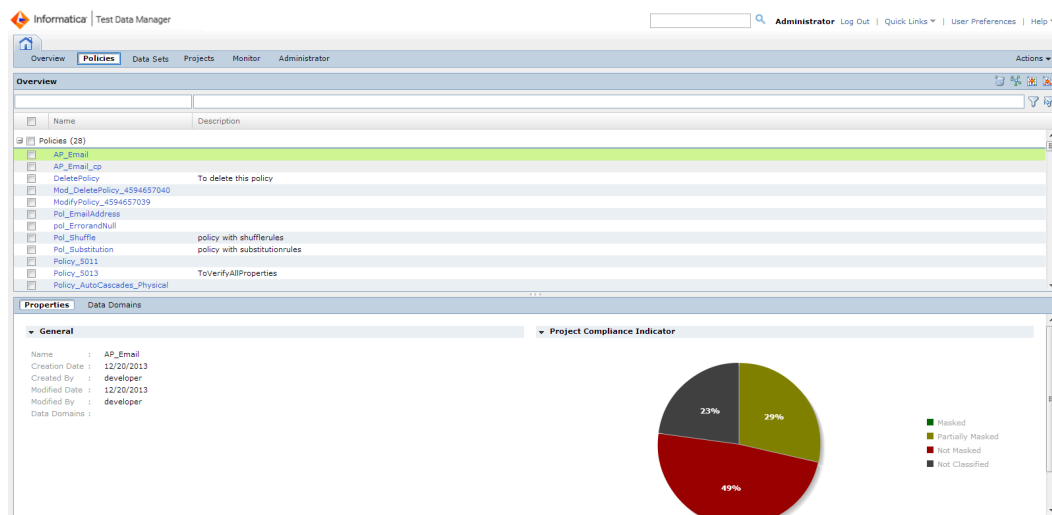 Informatica Test Data Manager
Administrator Log Out | Quick Links | User Preferences | Help
Overview Policies Data Sets Projects Monitor Administrator Actions
Overview
Name Description
Policies (28)
AP_Email
AP_Email_cp
DeletePolicy To delete this policy
Mod_DeletePolicy_4594657040
ModifyPolicy_4594657039
Pol_EmailAddress
pol_ErrorandNull
Pol_Shuffle policy with shufflerules
Pol_Substitution policy with substitutionrules
Policy_5011
Policy_5013 ToVerifyAllProperties
Policy_AutoCascades_Physical
Properties Data Domains
General
Name : AP_Email
Creation Date : 12/20/2013
Created By : developer
Modified Date : 12/20/2013
Modified By : developer
Data Domains :
Project Compliance Indicator
23%
29%
49%
Masked
Partially Masked
Not Masked
Not Classified